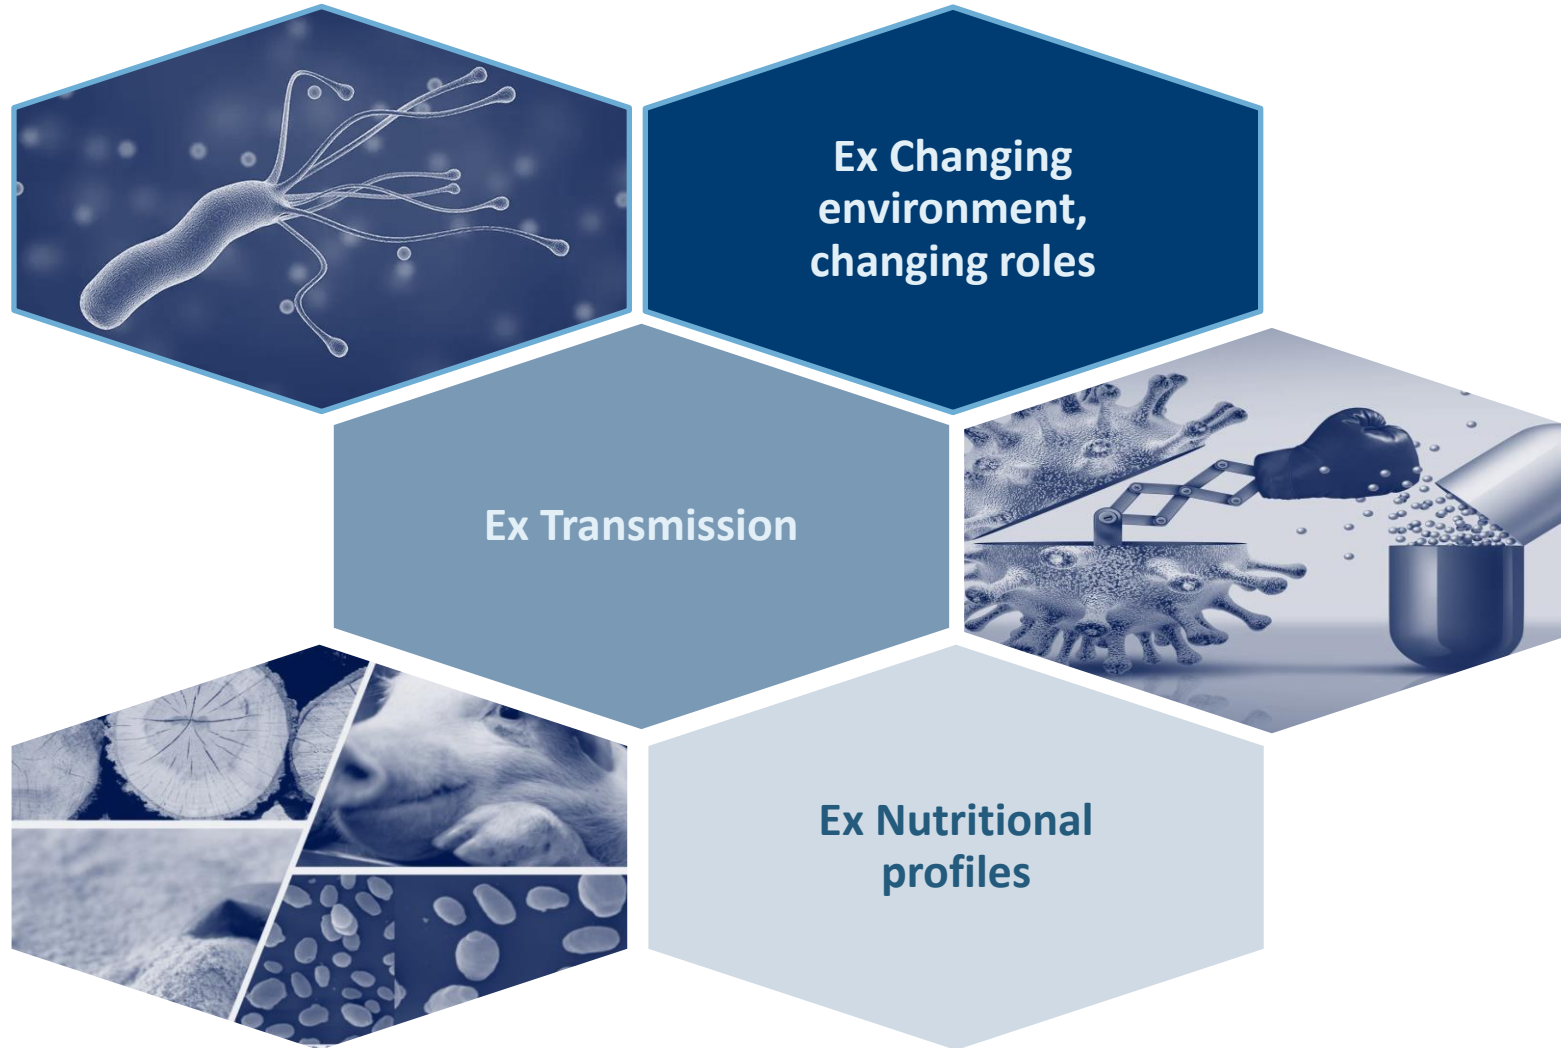 Ex Changing
environment,
changing roles
Ex Transmission
Ex Nutritional
profiles